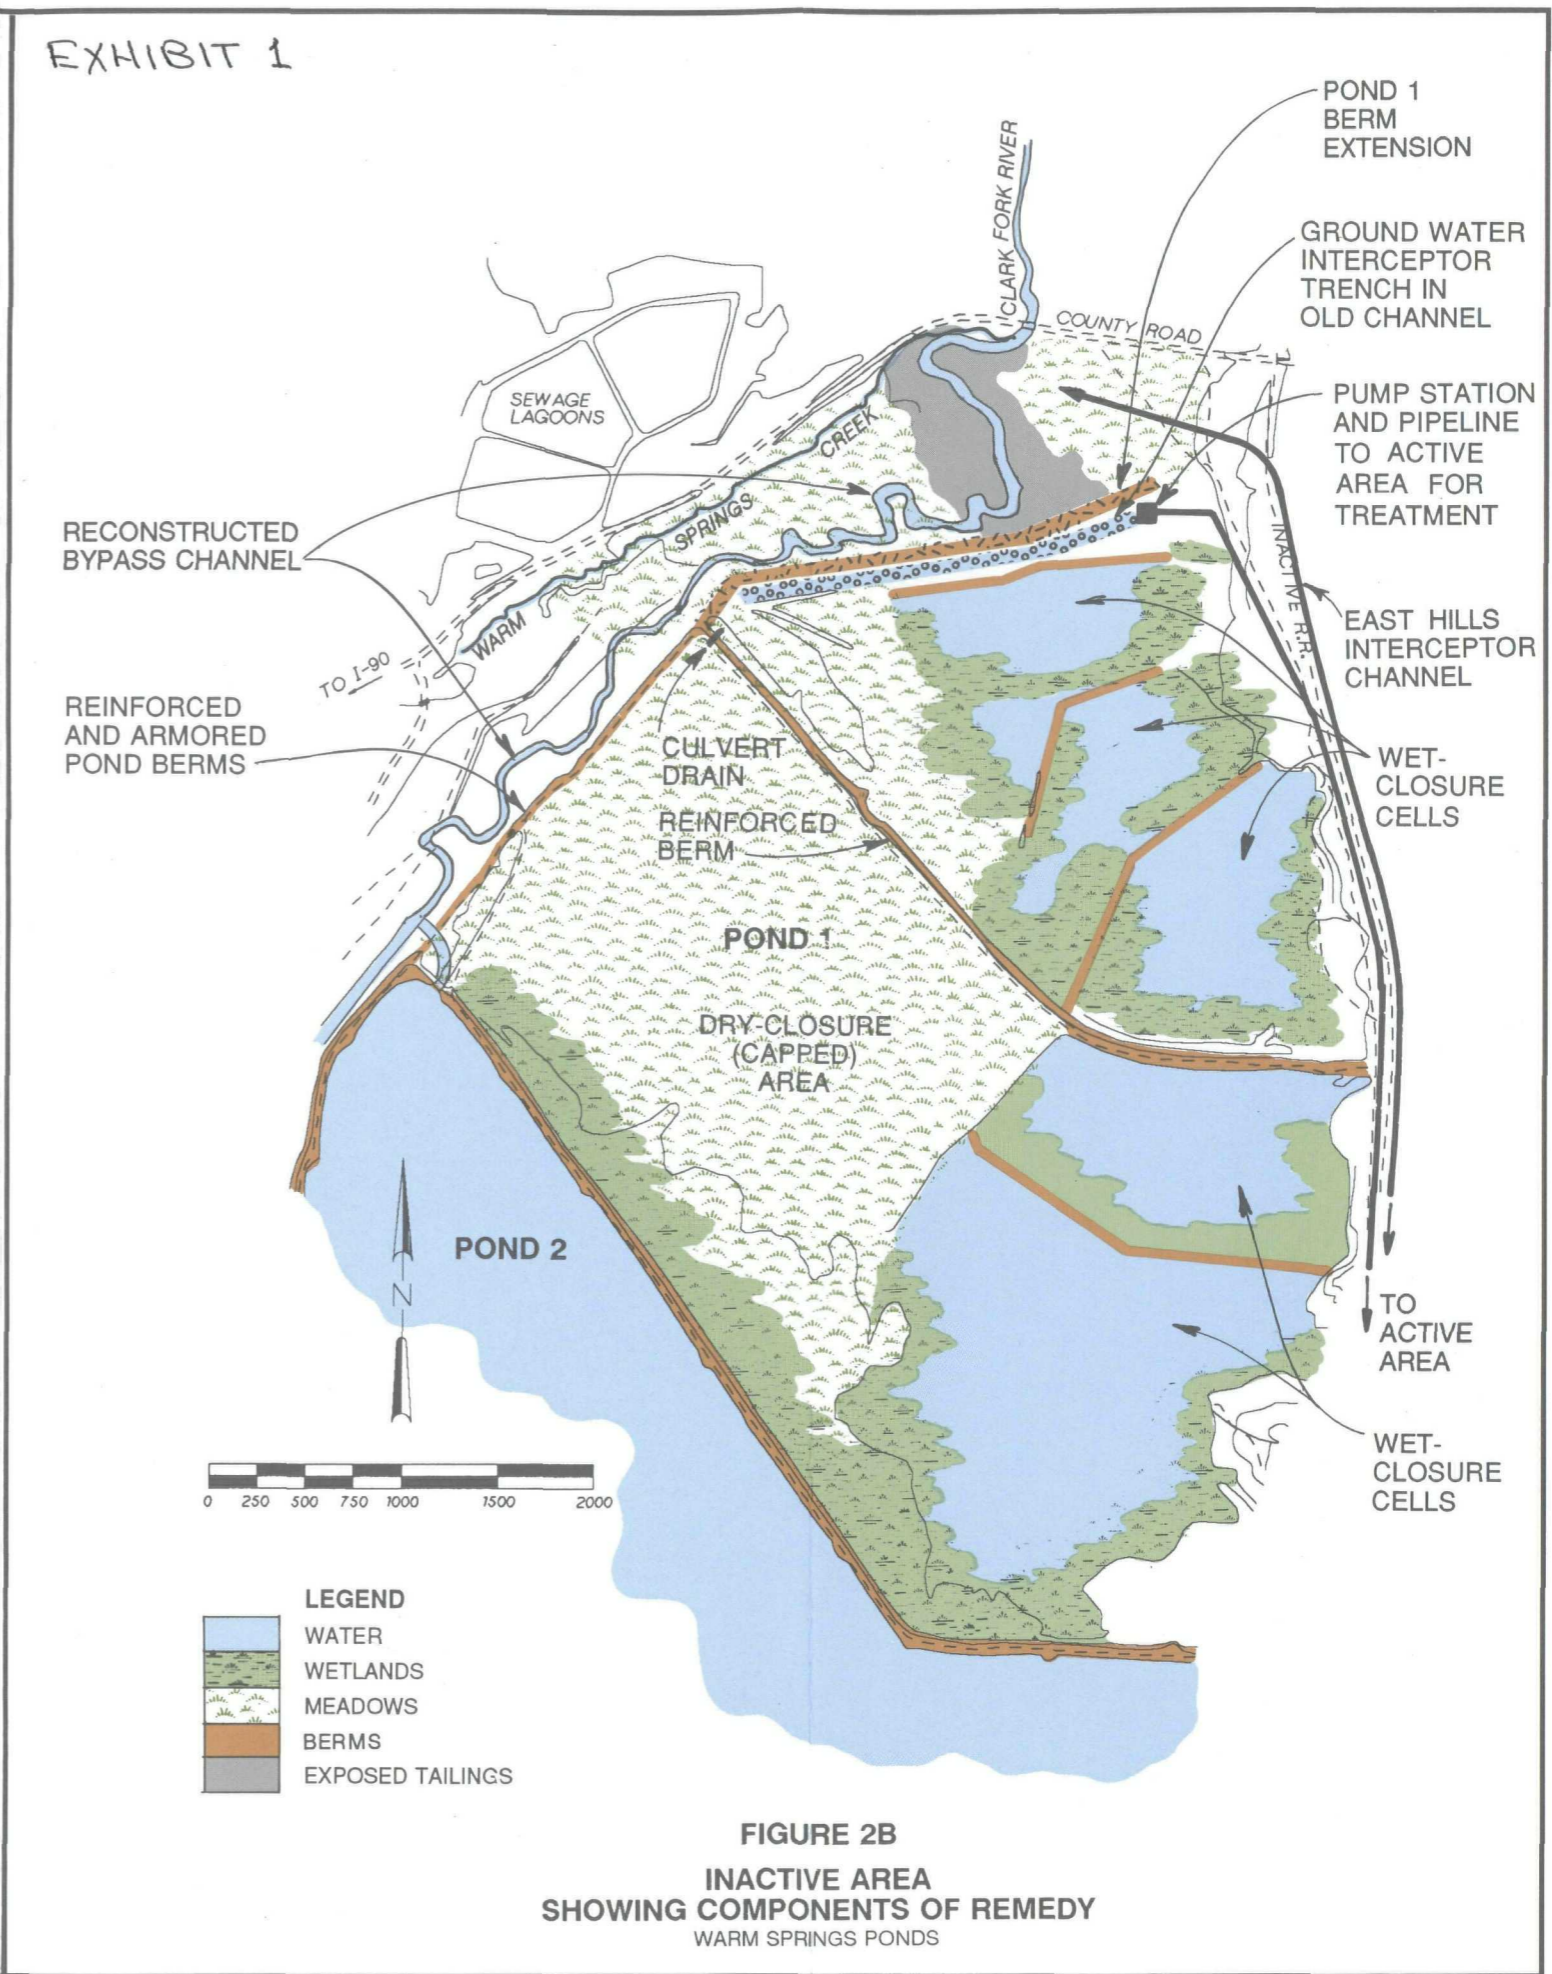 EXHIBIT 1
POND 1
BERM
EXTENSION
CLARK FORK RIVER
GROUND WATER
INTERCEPTOR
TRENCH IN
OLD CHANNEL
COUNTY ROAD
SEWAGE
LAGOONS
PUMP STATION
AND PIPELINE
TO ACTIVE
AREA FOR
TREATMENT
WARM SPRINGS CREEK
RECONSTRUCTED
BYPASS CHANNEL
INACTIVE R.R.
EAST HILLS
INTERCEPTOR
CHANNEL
TO I-90
REINFORCED
AND ARMORED
POND BERMS
CULVERT
DRAIN
WET-
CLOSURE
CELLS
REINFORCED
BERM
POND 1
DRY-CLOSURE
(CAPPED)
AREA
POND 2
N
TO
ACTIVE
AREA
WET-
CLOSURE
CELLS
0 250 500 750 1000 1500 2000
LEGEND
WATER
WETLANDS
MEADOWS
BERMS
EXPOSED TAILINGS
FIGURE 2B
INACTIVE AREA
SHOWING COMPONENTS OF REMEDY
WARM SPRINGS PONDS